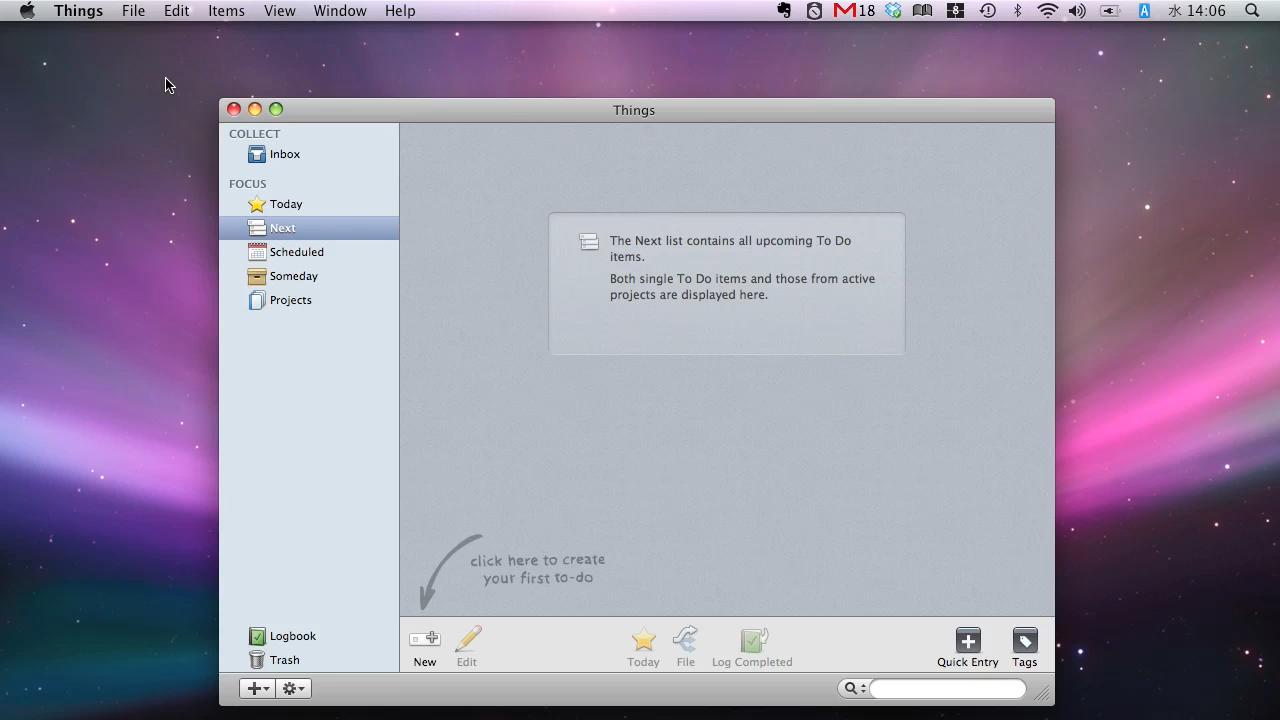 Things File Edit Items View Window Help 18 8 A 水 14:06
Things
COLLECT
Inbox
FOCUS
Today
Next
Scheduled
Someday
Projects
The Next list contains all upcoming To Do
items.
Both single To Do items and those from active
projects are displayed here.
click here to create
your first to-do
Logbook
Trash
New Edit Today File Log Completed Quick Entry Tags